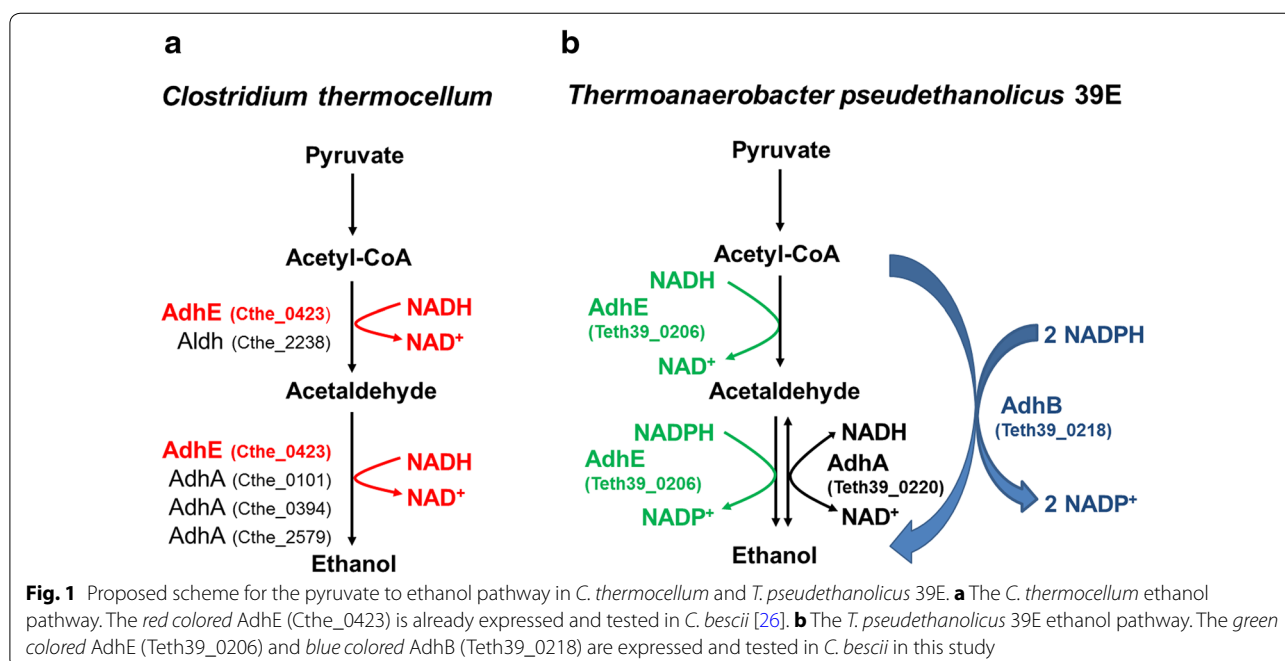 a
Clostridium thermocellum
Pyruvate
Acetyl-CoA
AdhE (Cthe_0423)
Aldh (Cthe_2238)
NADH
NAD+
Acetaldehyde
AdhE (Cthe_0423)
AdhA (Cthe_0101)
AdhA (Cthe_0394)
AdhA (Cthe_2579)
NADH
NAD+
Ethanol
b
Thermoanaerobacter pseudethanolicus 39E
Pyruvate
Acetyl-CoA
NADH
AdhE
(Teth39_0206)
NAD+
Acetaldehyde
NADPH
AdhE
(Teth39_0206)
NADP+
NADH
AdhA
(Teth39_0220)
NAD+
Ethanol
2 NADPH
AdhB
(Teth39_0218)
2 NADP+
Fig. 1 Proposed scheme for the pyruvate to ethanol pathway in C. thermocellum and T. pseudethanolicus 39E. a The C. thermocellum ethanol
pathway. The red colored AdhE (Cthe_0423) is already expressed and tested in C. bescii [26]. b The T. pseudethanolicus 39E ethanol pathway. The green
colored AdhE (Teth39_0206) and blue colored AdhB (Teth39_0218) are expressed and tested in C. bescii in this study